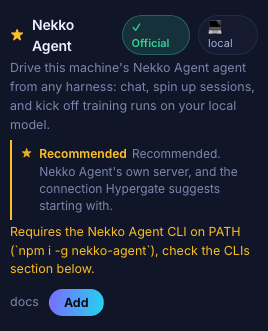 Nekko
Agent
✓
Official
local
Drive this machine's Nekko Agent agent
from any harness: chat, spin up sessions,
and kick off training runs on your local
model.
Recommended Recommended.
Nekko Agent's own server, and the
connection Hypergate suggests
starting with.
Requires the Nekko Agent CLI on PATH
(`npm i -g nekko-agent`), check the CLIs
section below.
docs
Add